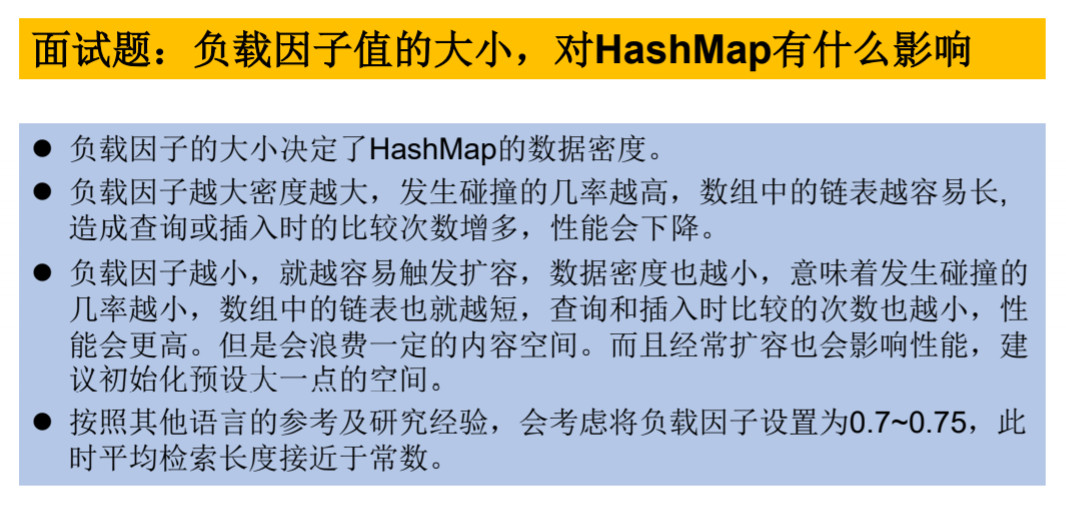 面试题：负载因子值的大小，对HashMap有什么影响
● 负载因子的大小决定了HashMap的数据密度。
● 负载因子越大密度越大，发生碰撞的几率越高，数组中的链表越容易长,
造成查询或插入时的比较次数增多，性能会下降。
● 负载因子越小，就越容易触发扩容，数据密度也越小，意味着发生碰撞的
几率越小，数组中的链表也就越短，查询和插入时比较的次数也越小，性
能会更高。但是会浪费一定的内容空间。而且经常扩容也会影响性能，建
议初始化预设大一点的空间。
● 按照其他语言的参考及研究经验，会考虑将负载因子设置为0.7~0.75，此
时平均检索长度接近于常数。